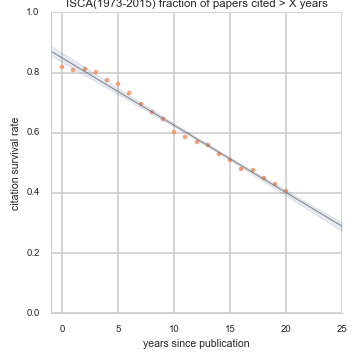 ISCA(1973-2015) fraction of papers cited > X years
1.0
0.8
0.6
0.4
0.2
0.0
citation survival rate
0 5 10 15 20 25
years since publication